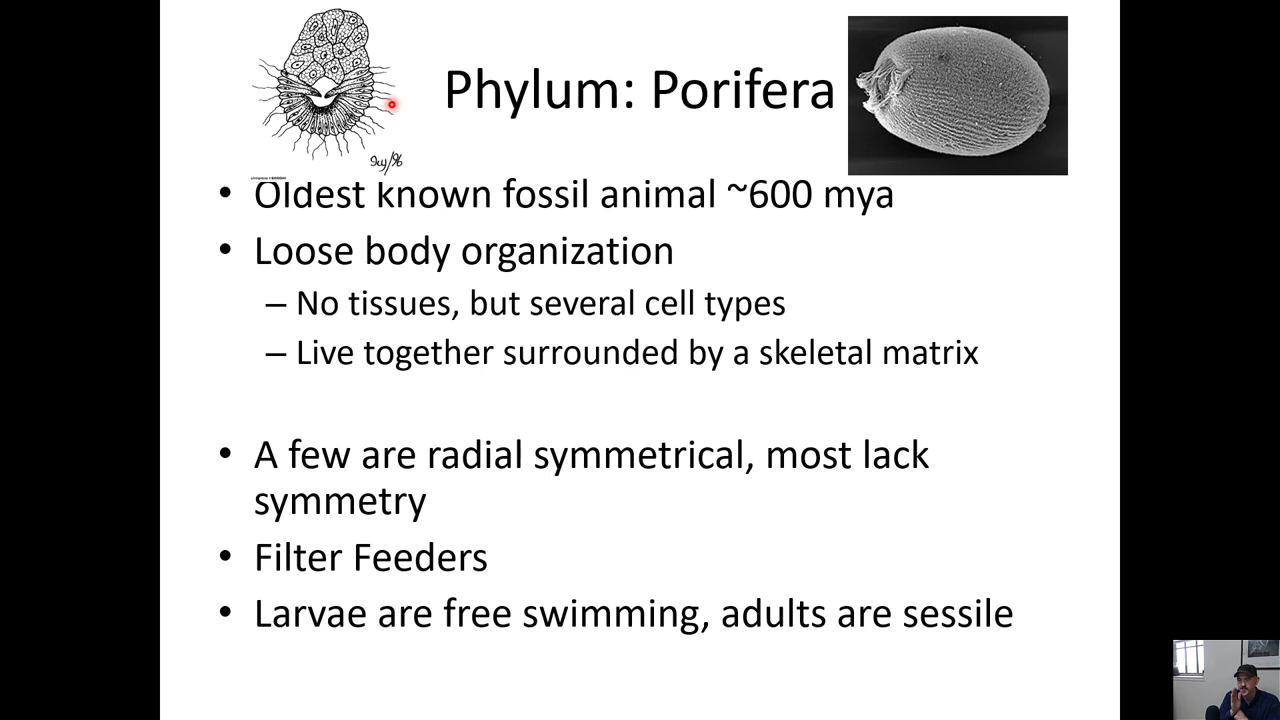 Phylum: Porifera
• Oldest known fossil animal ~600 mya
• Loose body organization
– No tissues, but several cell types
– Live together surrounded by a skeletal matrix
• A few are radial symmetrical, most lack
symmetry
• Filter Feeders
• Larvae are free swimming, adults are sessile